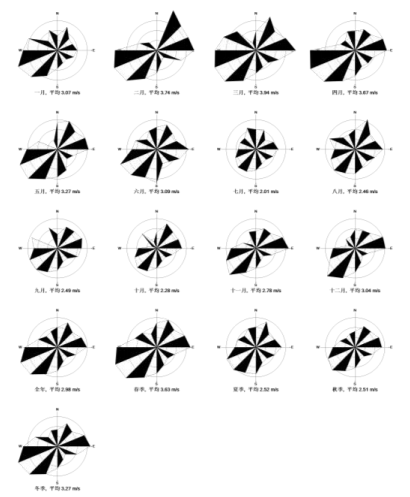 N N N N
W E W E W E W E
S S S S
一月, 平均 3.07 m/s 二月, 平均 3.74 m/s 三月, 平均 3.94 m/s 四月, 平均 3.67 m/s
N N N N
W E W E W E W E
S S S S
五月, 平均 3.27 m/s 六月, 平均 3.09 m/s 七月, 平均 2.01 m/s 八月, 平均 2.46 m/s
N N N N
W E W E W E W E
S S S S
九月, 平均 2.49 m/s 十月, 平均 2.28 m/s 十一月, 平均 2.78 m/s 十二月, 平均 3.04 m/s
N N N N
W E W E W E W E
S S S S
全年, 平均 2.98 m/s 春季, 平均 3.63 m/s 夏季, 平均 2.52 m/s 秋季, 平均 2.51 m/s
N
W E
S
冬季, 平均 3.27 m/s